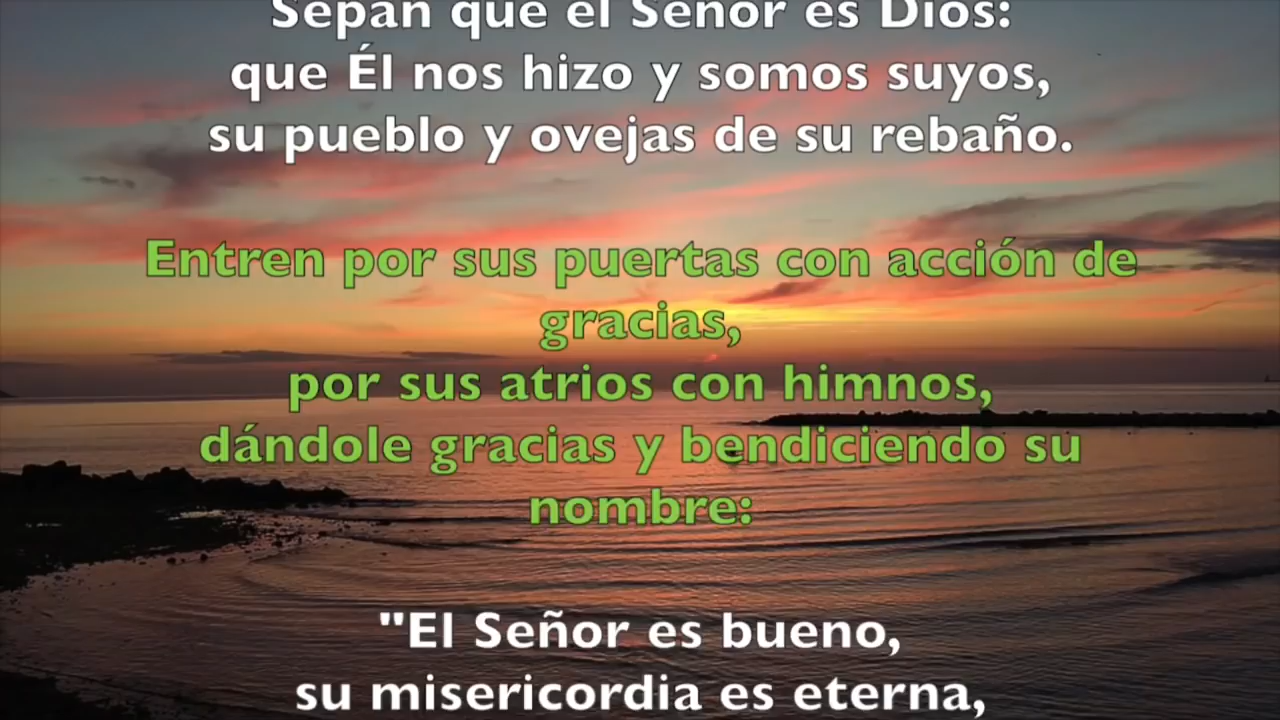 Sepan que el Señor es Dios:
que Él nos hizo y somos suyos,
su pueblo y ovejas de su rebaño.
Entren por sus puertas con acción de
gracias,
por sus atrios con himnos,
dándole gracias y bendiciendo su
nombre:
"El Señor es bueno,
su misericordia es eterna,